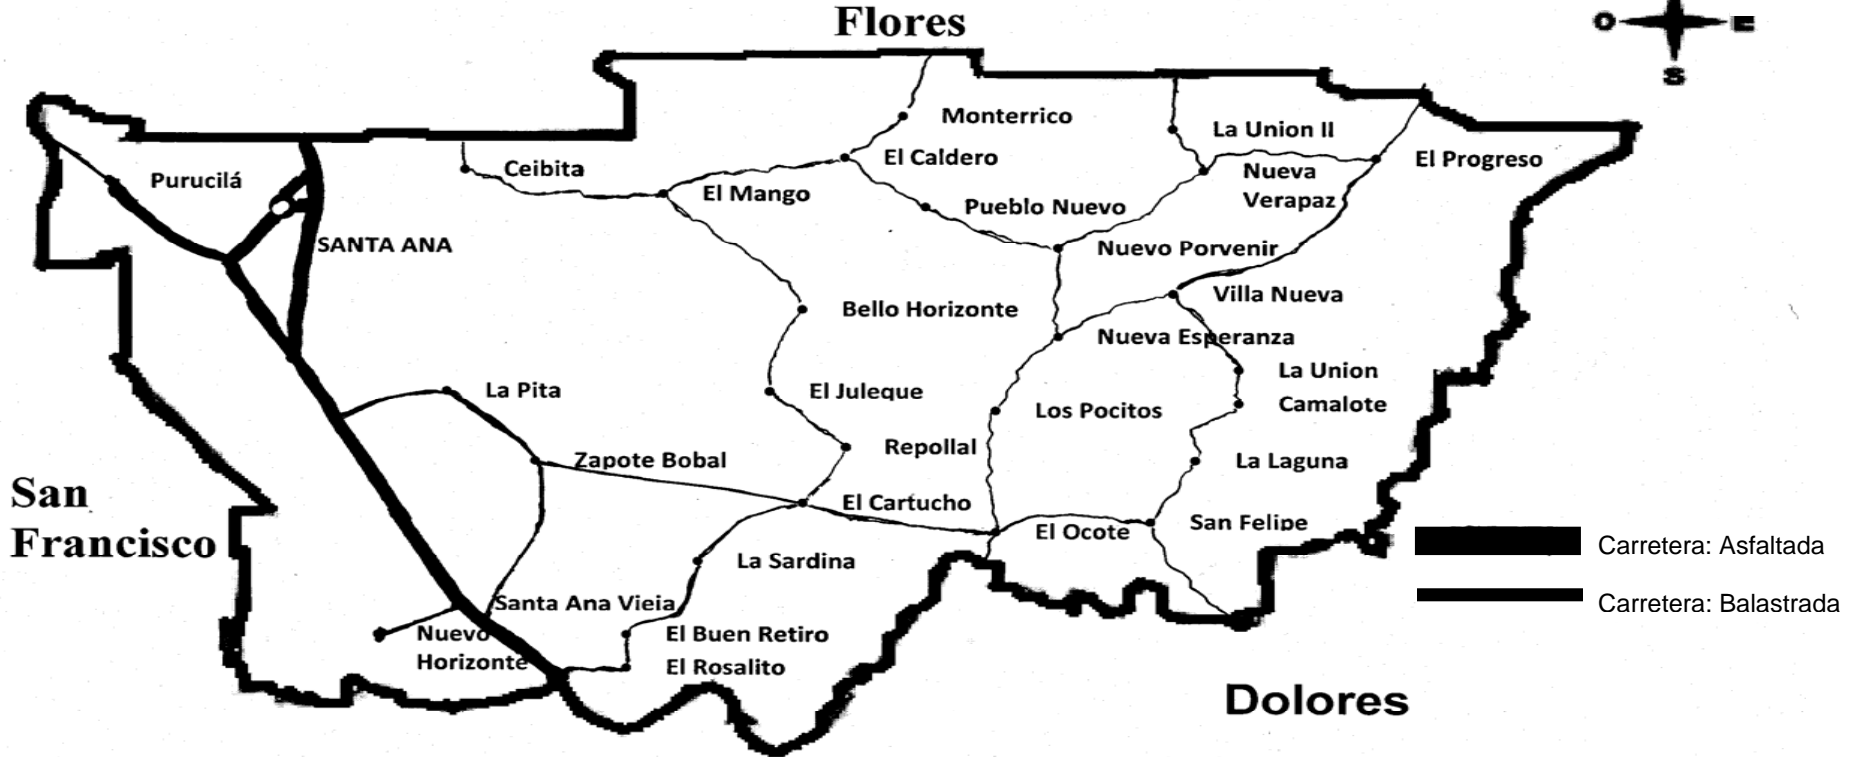 Flores
O E
S
Monterrico
La Union II
El Caldero
El Progreso
Ceibita
Purucilá
Nueva
Verapaz
El Mango
Pueblo Nuevo
SANTA ANA
Nuevo Porvenir
Villa Nueva
Bello Horizonte
Nueva Esperanza
La Union
La Pita
El Juleque
Camalote
Los Pocitos
Repollal
Zapote Bobal
La Laguna
San
Francisco
El Cartucho
San Felipe
El Ocote
Carretera: Asfaltada
La Sardina
Santa Ana Vieja
Carretera: Balastrada
Nuevo
Horizonte
El Buen Retiro
El Rosalito
Dolores